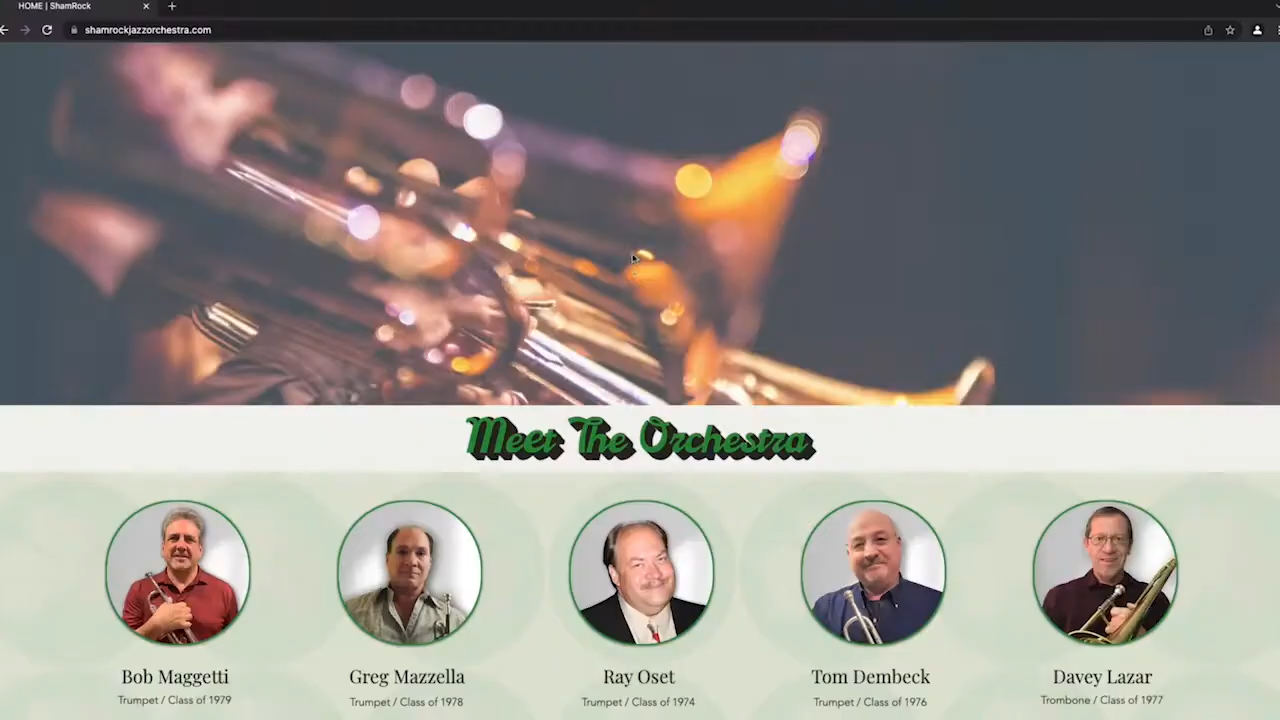 HOME | ShamRock
shamrockjazzorchestra.com
Meet The Orchestra
Bob Maggetti
Trumpet / Class of 1979
Greg Mazzella
Trumpet / Class of 1978
Ray Oset
Trumpet / Class of 1974
Tom Dembeck
Trumpet / Class of 1976
Davey Lazar
Trombone / Class of 1977